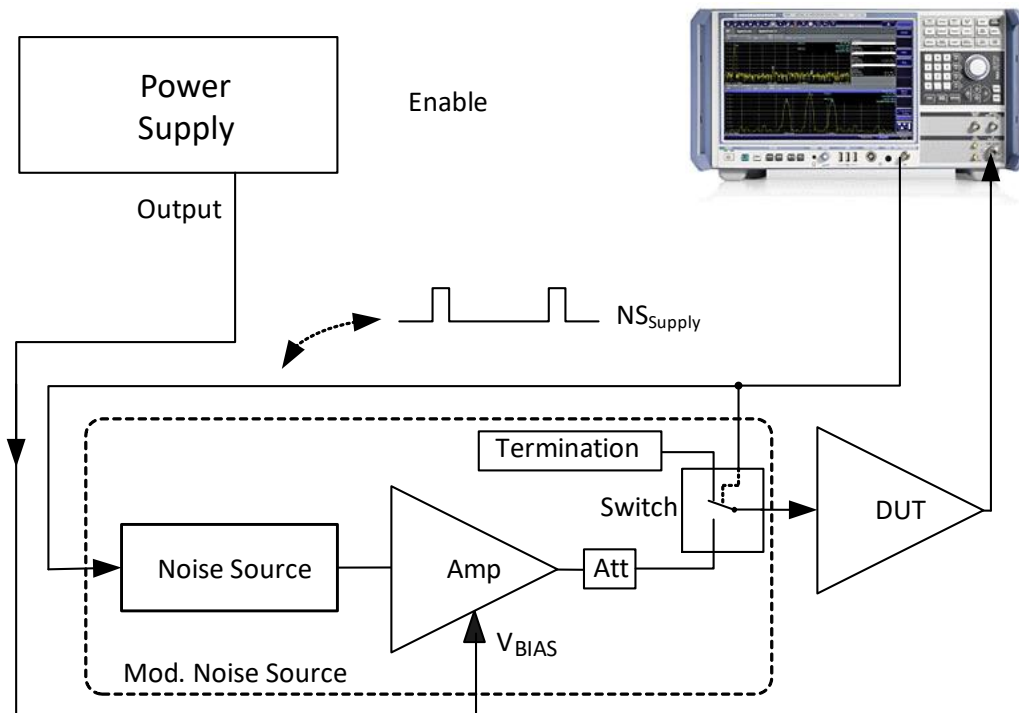 Power
Supply
Enable
Output
NSSupply
Termination
Switch
DUT
Noise Source
Amp
Att
VBIAS
Mod. Noise Source